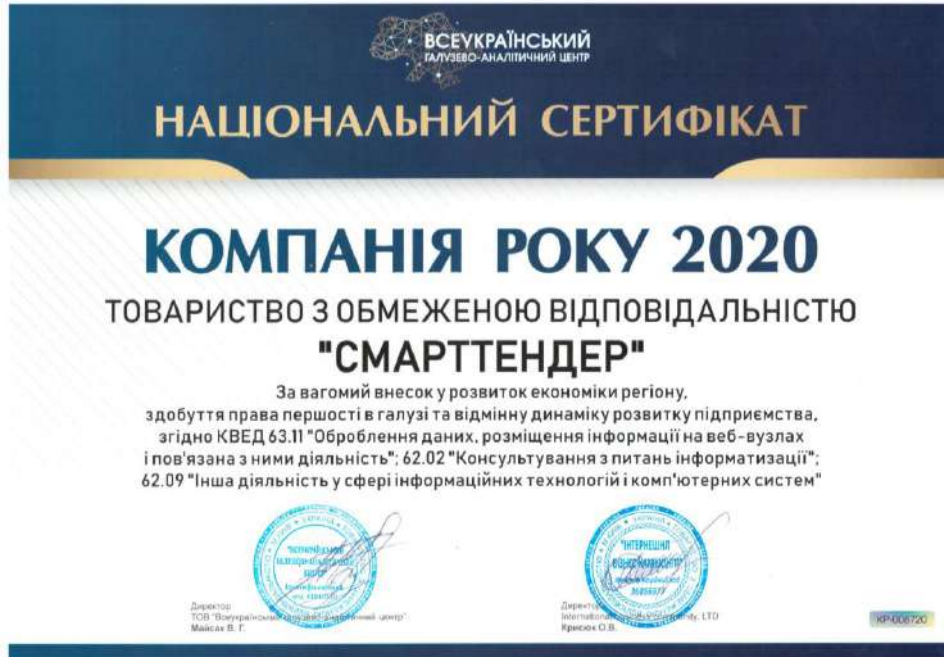 ВСЕУКРАЇНСЬКИЙ
ГАЛУЗЕВО-АНАЛІТИЧНИЙ ЦЕНТР
НАЦІОНАЛЬНИЙ СЕРТИФІКАТ
КОМПАНІЯ РОКУ 2020
ТОВАРИСТВО З ОБМЕЖЕНОЮ ВІДПОВІДАЛЬНІСТЮ
"СМАРТТЕНДЕР"
За вагомий внесок у розвиток економіки регіону,
здобуття права першості в галузі та відмінну динаміку розвитку підприємства,
згідно КВЕД 63.11 "Оброблення даних, розміщення інформації на веб-вузлах
і пов'язана з ними діяльність"; 62.02 "Консультування з питань інформатизації";
62.09 "Інша діяльність у сфері інформаційних технологій і комп'ютерних систем"
Директор
ТОВ "Всеукраїнський галузево-аналітичний центр"
Майсак В. Г.
Директор
International LTD
Крисюк О.В.
КР-006720